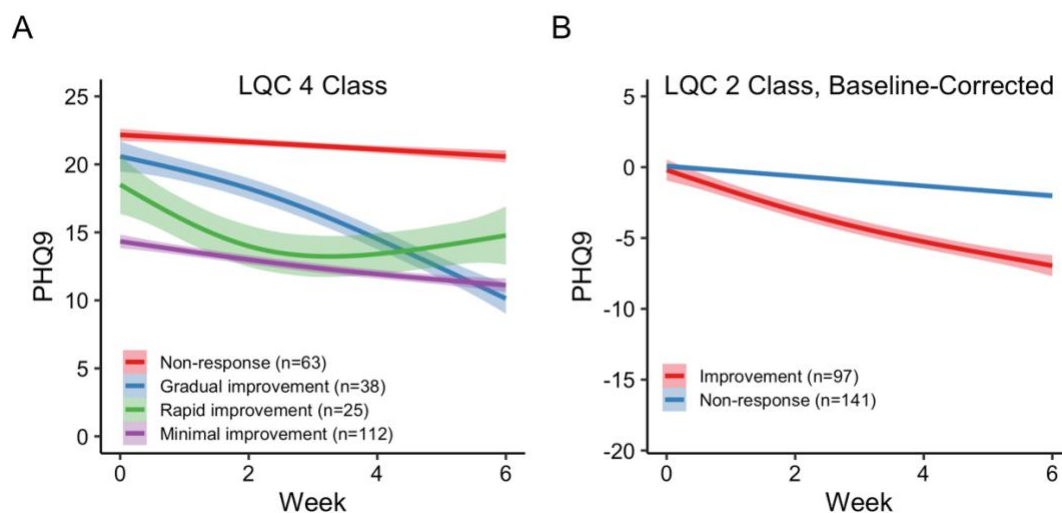 A
LQC 4 Class
PHQ9
25
20
15
10
5
0
Non-response (n=63)
Gradual improvement (n=38)
Rapid improvement (n=25)
Minimal improvement (n=112)
0 2 4 6
Week
B
LQC 2 Class, Baseline-Corrected
PHQ9
5
0
-5
-10
-15
-20
Improvement (n=97)
Non-response (n=141)
0 2 4 6
Week